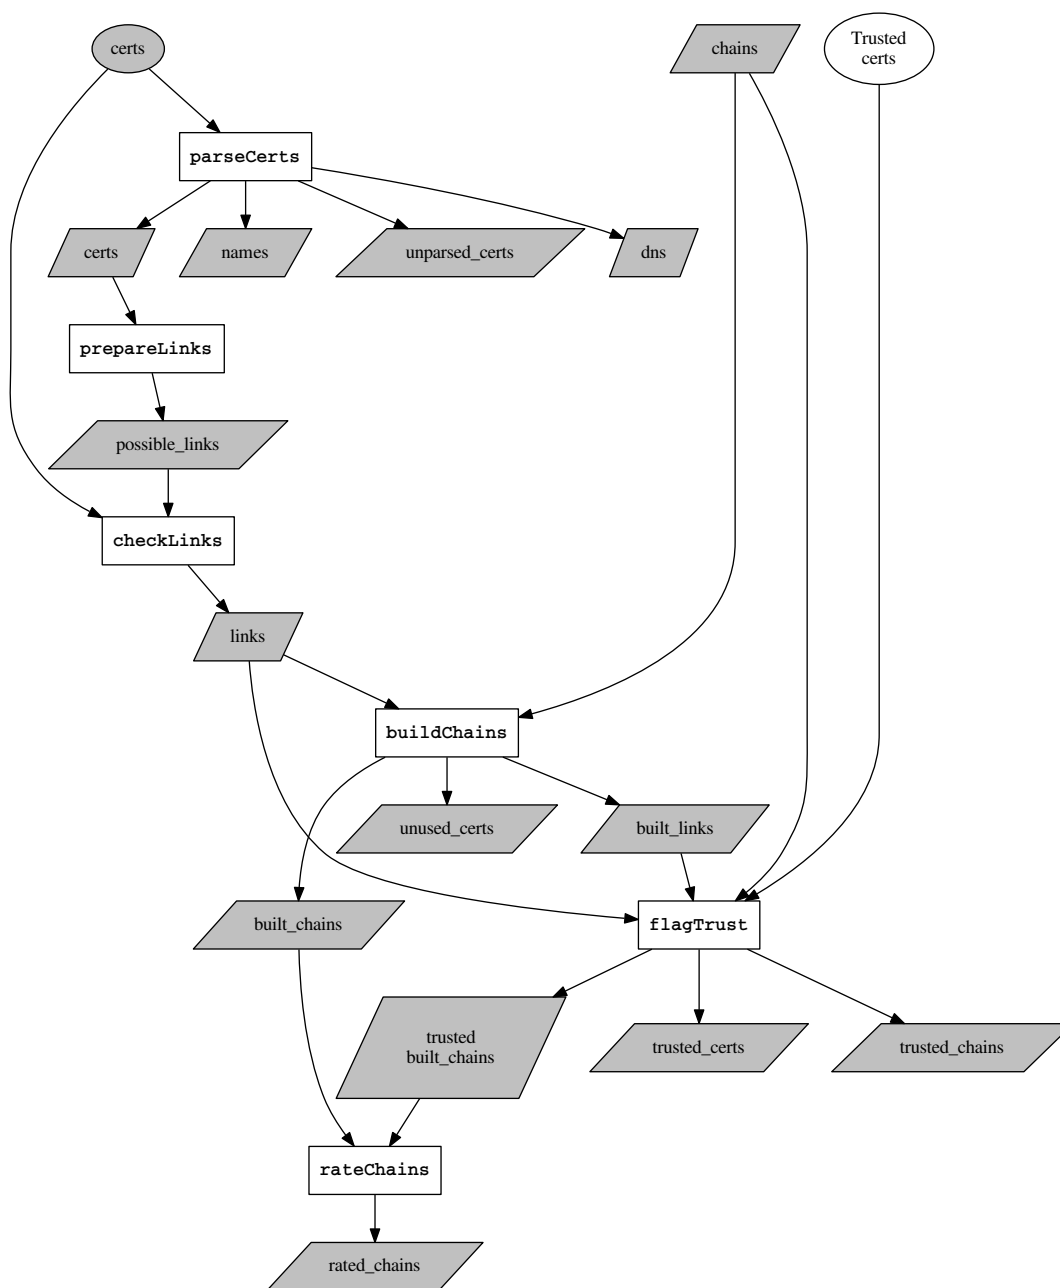 certs
chains
Trusted
certs
parseCerts
certs
names
unparsed_certs
dns
prepareLinks
possible_links
checkLinks
links
buildChains
unused_certs
built_links
built_chains
flagTrust
trusted
built_chains
trusted_certs
trusted_chains
rateChains
rated_chains